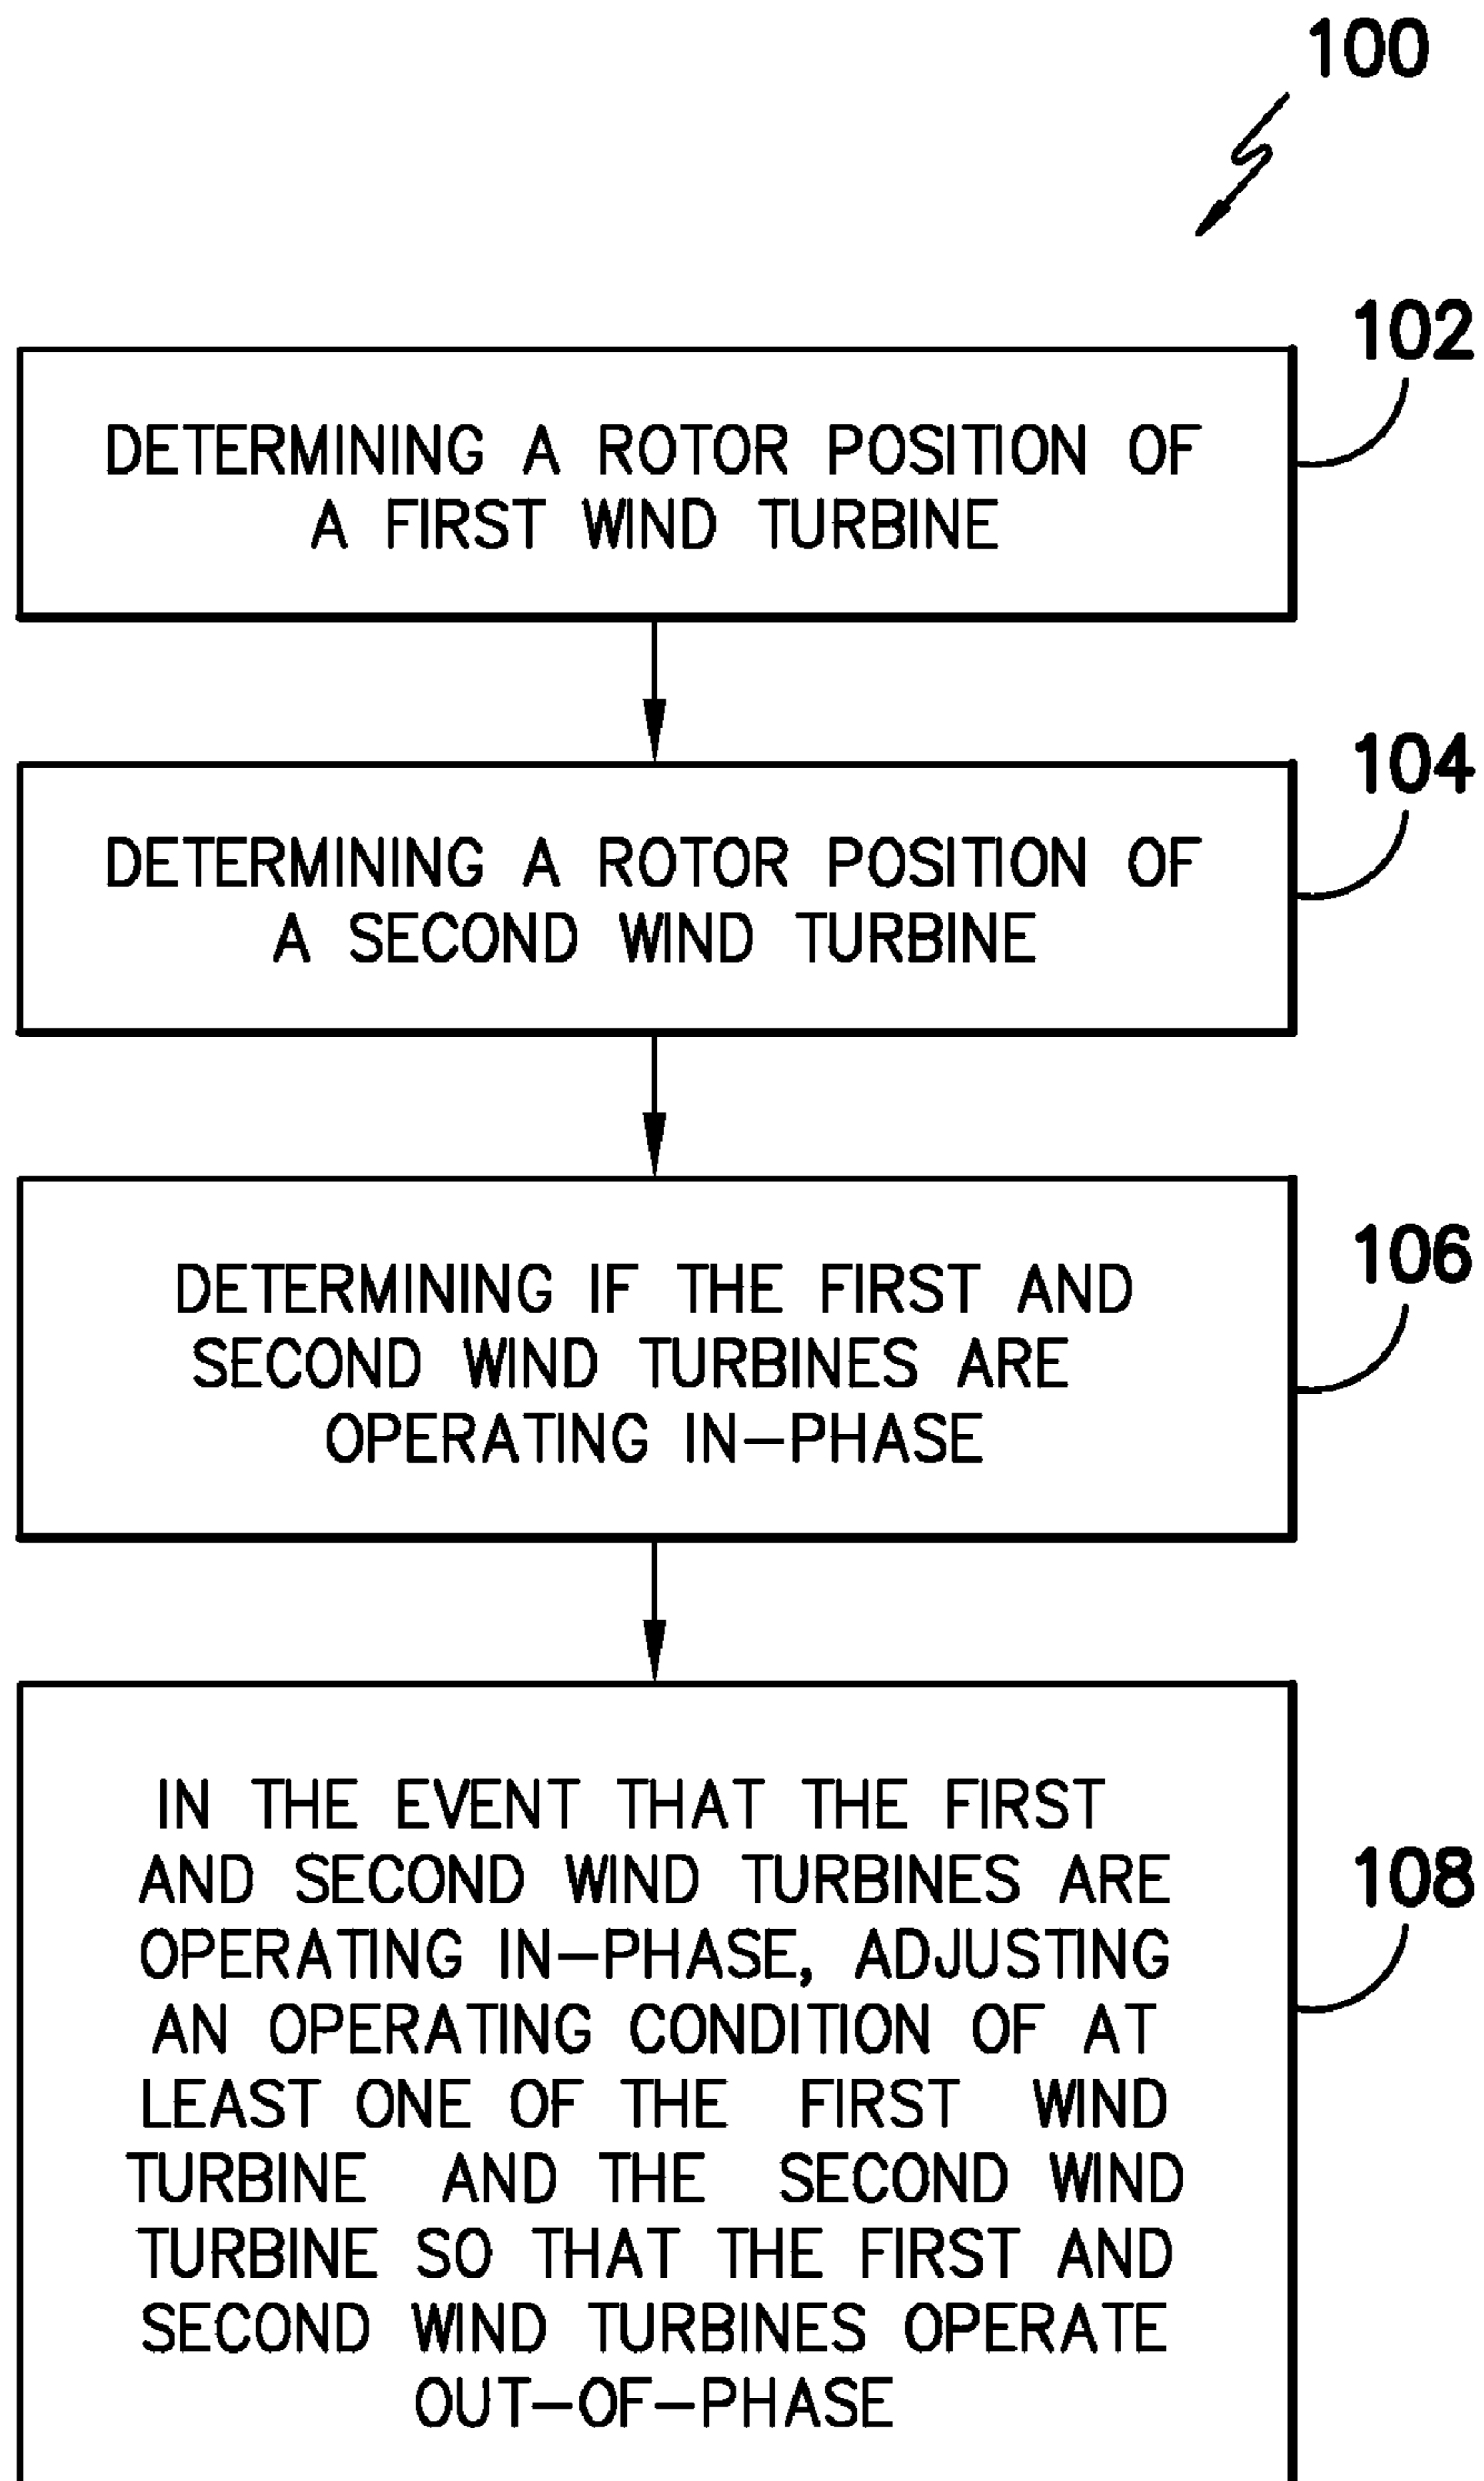 100
102
DETERMINING A ROTOR POSITION OF
A FIRST WIND TURBINE
104
DETERMINING A ROTOR POSITION OF
A SECOND WIND TURBINE
106
DETERMINING IF THE FIRST AND
SECOND WIND TURBINES ARE
OPERATING IN-PHASE
108
IN THE EVENT THAT THE FIRST
AND SECOND WIND TURBINES ARE
OPERATING IN-PHASE, ADJUSTING
AN OPERATING CONDITION OF AT
LEAST ONE OF THE FIRST WIND
TURBINE AND THE SECOND WIND
TURBINE SO THAT THE FIRST AND
SECOND WIND TURBINES OPERATE
OUT-OF-PHASE